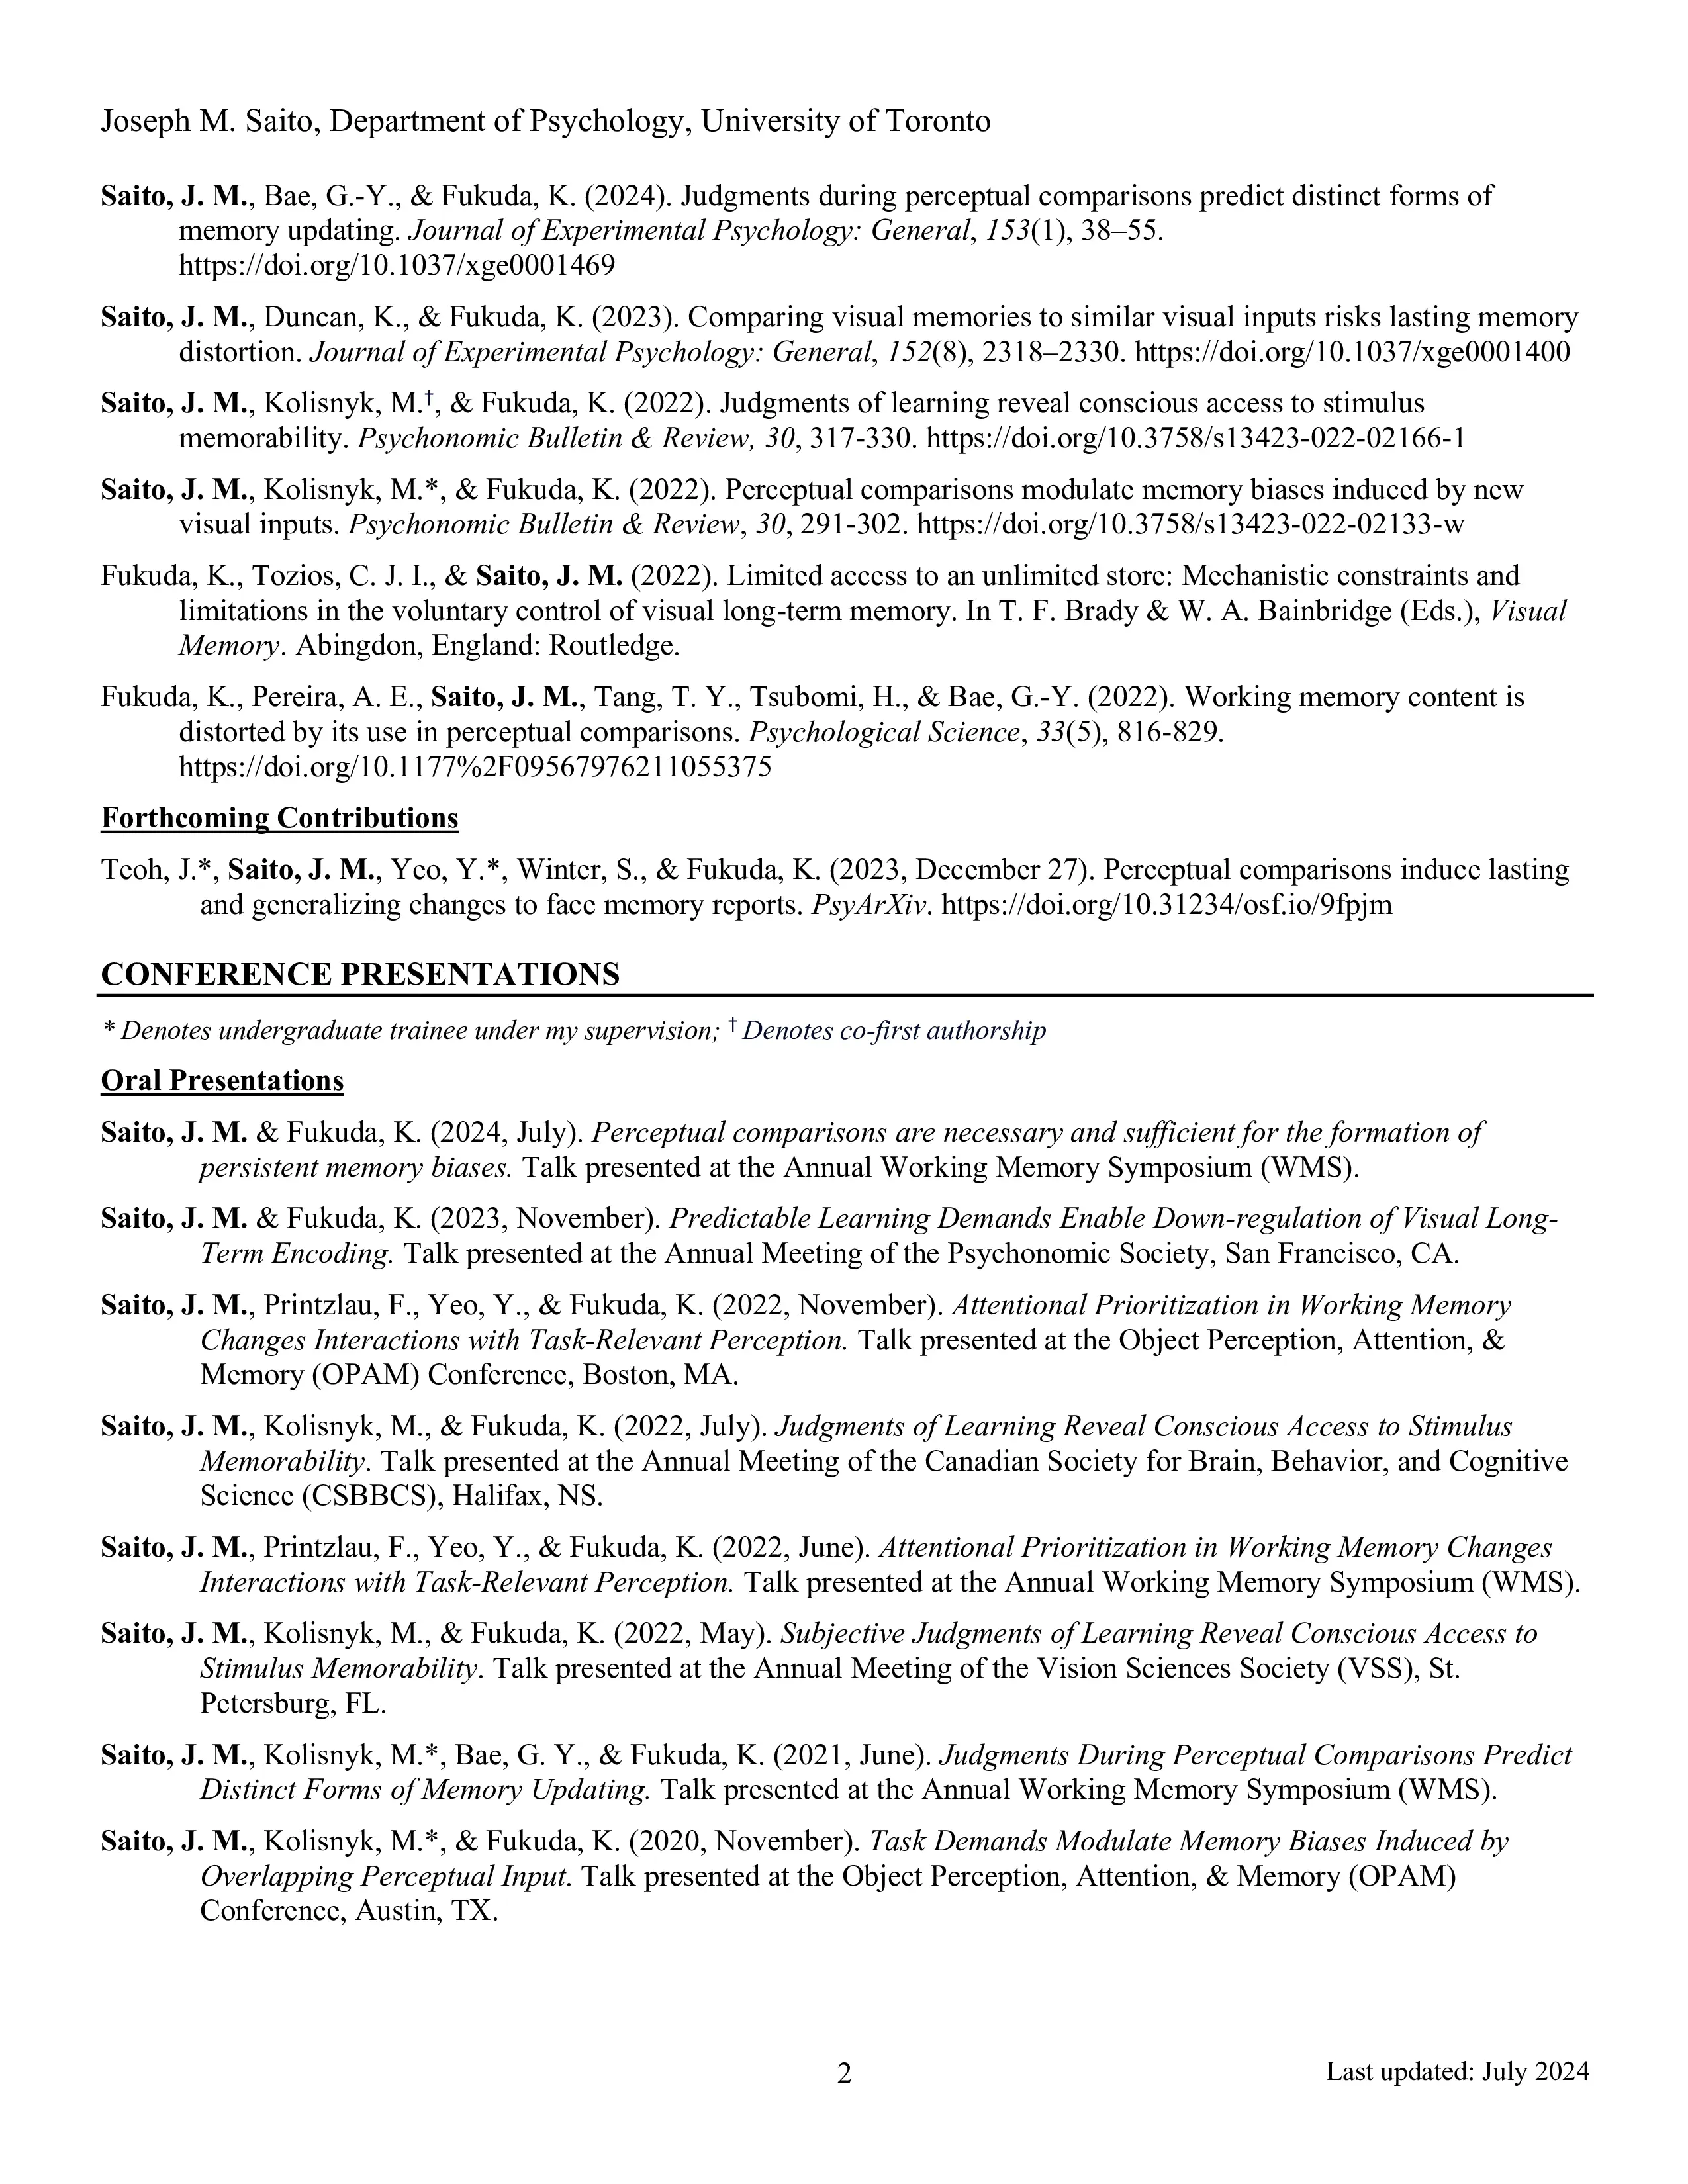 Joseph M. Saito, Department of Psychology, University of Toronto
Saito, J. M., Bae, G.-Y., & Fukuda, K. (2024). Judgments during perceptual comparisons predict distinct forms of
memory updating. Journal of Experimental Psychology: General, 153(1), 38–55.
https://doi.org/10.1037/xge0001469
Saito, J. M., Duncan, K., & Fukuda, K. (2023). Comparing visual memories to similar visual inputs risks lasting memory
distortion. Journal of Experimental Psychology: General, 152(8), 2318–2330. https://doi.org/10.1037/xge0001400
Saito, J. M., Kolisnyk, M.†, & Fukuda, K. (2022). Judgments of learning reveal conscious access to stimulus
memorability. Psychonomic Bulletin & Review, 30, 317-330. https://doi.org/10.3758/s13423-022-02166-1
Saito, J. M., Kolisnyk, M.*, & Fukuda, K. (2022). Perceptual comparisons modulate memory biases induced by new
visual inputs. Psychonomic Bulletin & Review, 30, 291-302. https://doi.org/10.3758/s13423-022-02133-w
Fukuda, K., Tozios, C. J. I., & Saito, J. M. (2022). Limited access to an unlimited store: Mechanistic constraints and
limitations in the voluntary control of visual long-term memory. In T. F. Brady & W. A. Bainbridge (Eds.), Visual
Memory. Abingdon, England: Routledge.
Fukuda, K., Pereira, A. E., Saito, J. M., Tang, T. Y., Tsubomi, H., & Bae, G.-Y. (2022). Working memory content is
distorted by its use in perceptual comparisons. Psychological Science, 33(5), 816-829.
https://doi.org/10.1177%2F09567976211055375
Forthcoming Contributions
Teoh, J.*, Saito, J. M., Yeo, Y.*, Winter, S., & Fukuda, K. (2023, December 27). Perceptual comparisons induce lasting
and generalizing changes to face memory reports. PsyArXiv. https://doi.org/10.31234/osf.io/9fpjm
CONFERENCE PRESENTATIONS
* Denotes undergraduate trainee under my supervision; † Denotes co-first authorship
Oral Presentations
Saito, J. M. & Fukuda, K. (2024, July). Perceptual comparisons are necessary and sufficient for the formation of
persistent memory biases. Talk presented at the Annual Working Memory Symposium (WMS).
Saito, J. M. & Fukuda, K. (2023, November). Predictable Learning Demands Enable Down-regulation of Visual Long-
Term Encoding. Talk presented at the Annual Meeting of the Psychonomic Society, San Francisco, CA.
Saito, J. M., Printzlau, F., Yeo, Y., & Fukuda, K. (2022, November). Attentional Prioritization in Working Memory
Changes Interactions with Task-Relevant Perception. Talk presented at the Object Perception, Attention, &
Memory (OPAM) Conference, Boston, MA.
Saito, J. M., Kolisnyk, M., & Fukuda, K. (2022, July). Judgments of Learning Reveal Conscious Access to Stimulus
Memorability. Talk presented at the Annual Meeting of the Canadian Society for Brain, Behavior, and Cognitive
Science (CSBBCS), Halifax, NS.
Saito, J. M., Printzlau, F., Yeo, Y., & Fukuda, K. (2022, June). Attentional Prioritization in Working Memory Changes
Interactions with Task-Relevant Perception. Talk presented at the Annual Working Memory Symposium (WMS).
Saito, J. M., Kolisnyk, M., & Fukuda, K. (2022, May). Subjective Judgments of Learning Reveal Conscious Access to
Stimulus Memorability. Talk presented at the Annual Meeting of the Vision Sciences Society (VSS), St.
Petersburg, FL.
Saito, J. M., Kolisnyk, M.*, Bae, G. Y., & Fukuda, K. (2021, June). Judgments During Perceptual Comparisons Predict
Distinct Forms of Memory Updating. Talk presented at the Annual Working Memory Symposium (WMS).
Saito, J. M., Kolisnyk, M.*, & Fukuda, K. (2020, November). Task Demands Modulate Memory Biases Induced by
Overlapping Perceptual Input. Talk presented at the Object Perception, Attention, & Memory (OPAM)
Conference, Austin, TX.
2
Last updated: July 2024